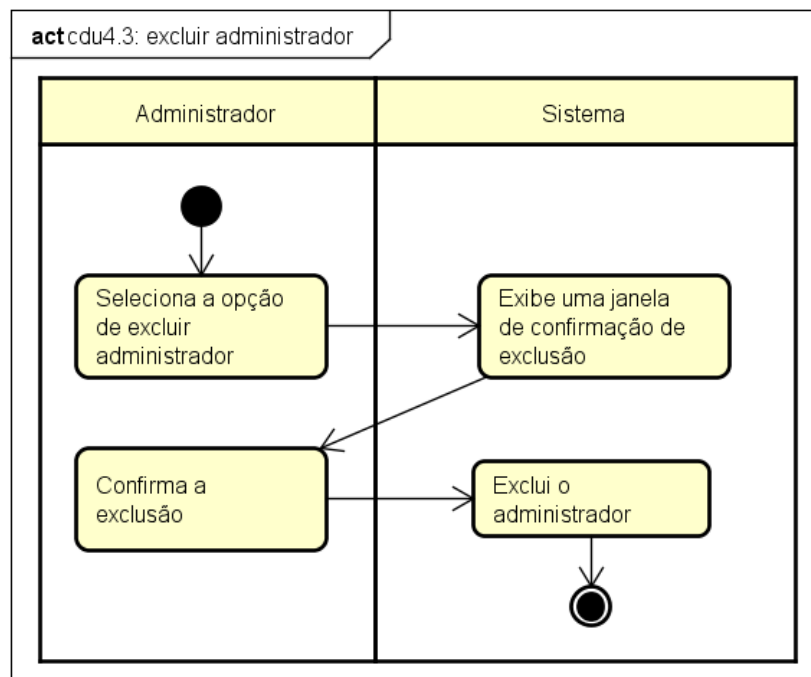 act cdu4.3: excluir administrador
Administrador
Sistema
Seleciona a opção
de excluir
administrador
Exibe uma janela
de confirmação de
exclusão
Confirma a
exclusão
Exclui o
administrador